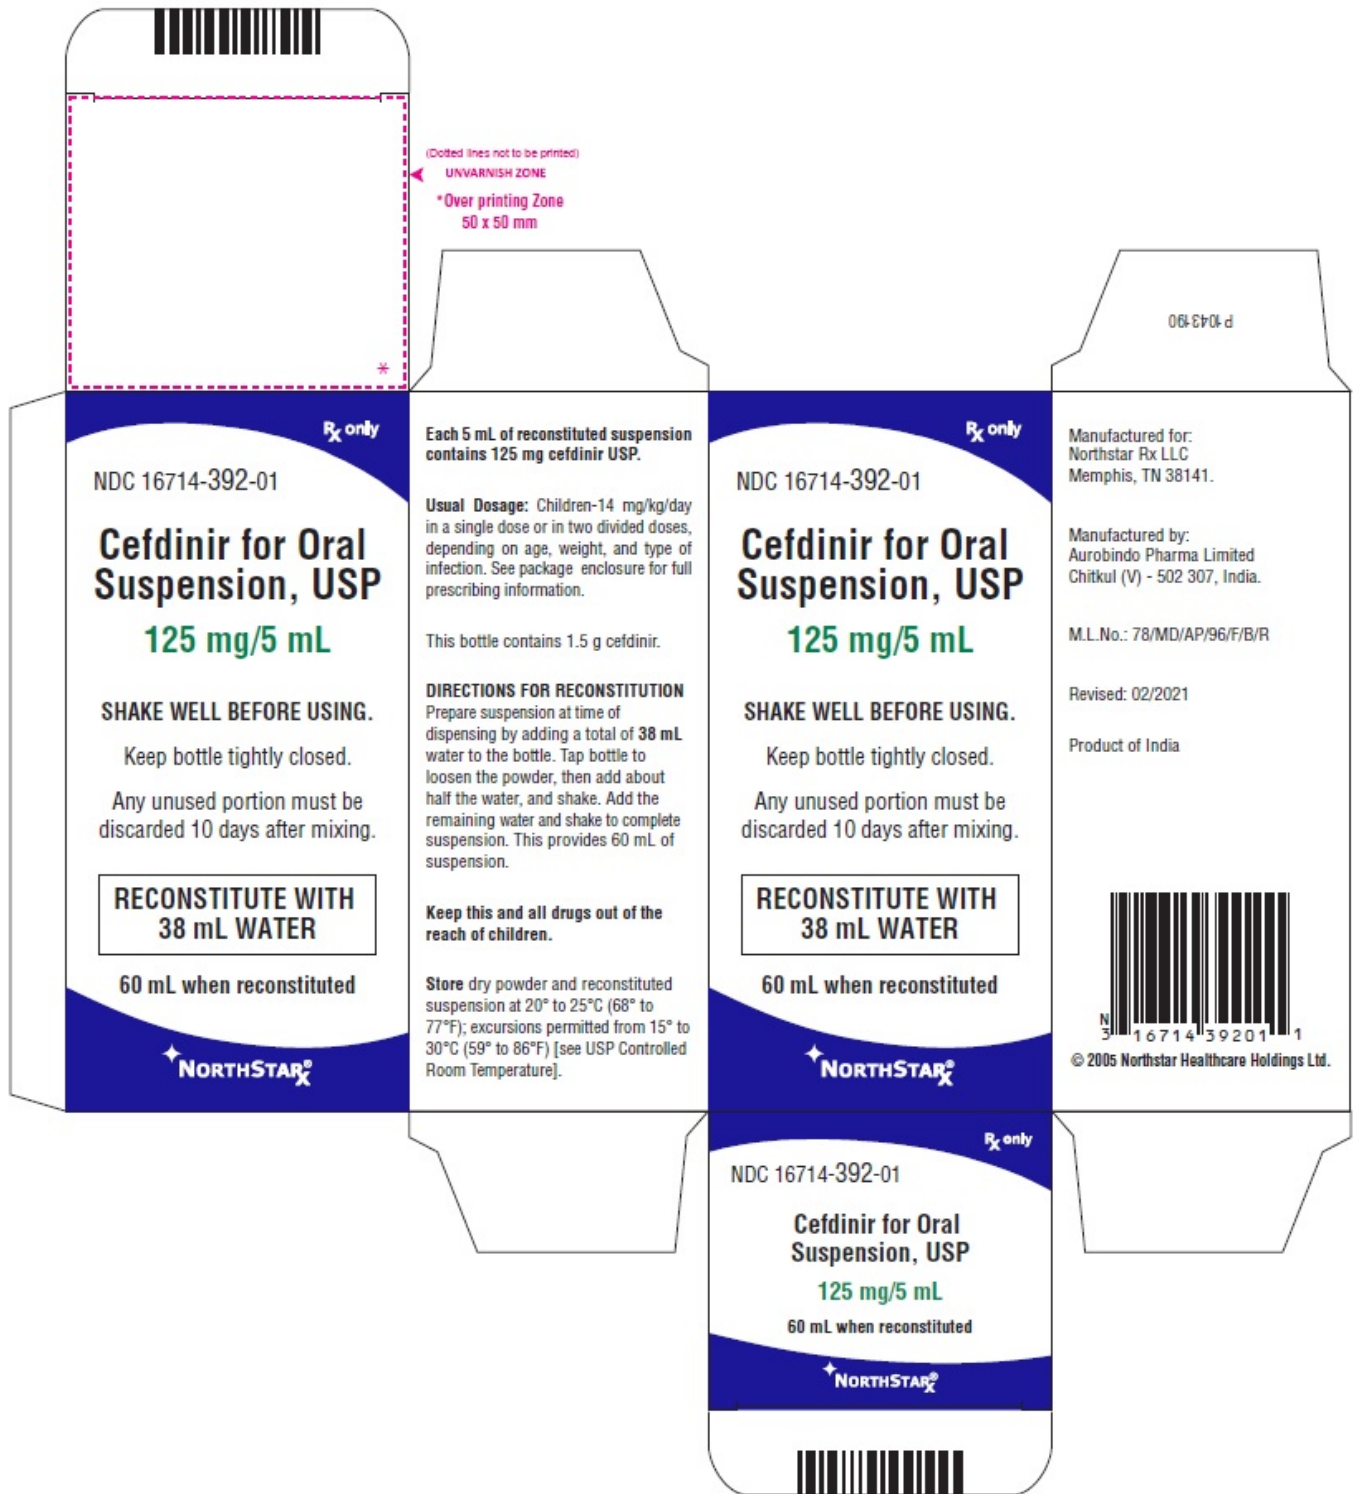 (Dotted lines not to be printed)
UNVARNISH ZONE
*Over printing Zone
50 x 50 mm
*
P1043190
Rx only
NDC 16714-392-01
Cefdinir for Oral
Suspension, USP
125 mg/5 mL
SHAKE WELL BEFORE USING.
Keep bottle tightly closed.
Any unused portion must be
discarded 10 days after mixing.
RECONSTITUTE WITH
38 mL WATER
60 mL when reconstituted
NORTHSTARx®
Each 5 mL of reconstituted suspension
contains 125 mg cefdinir USP.
Usual Dosage: Children-14 mg/kg/day
in a single dose or in two divided doses,
depending on age, weight, and type of
infection. See package enclosure for full
prescribing information.
This bottle contains 1.5 g cefdinir.
DIRECTIONS FOR RECONSTITUTION
Prepare suspension at time of
dispensing by adding a total of 38 mL
water to the bottle. Tap bottle to
loosen the powder, then add about
half the water, and shake. Add the
remaining water and shake to complete
suspension. This provides 60 mL of
suspension.
Keep this and all drugs out of the
reach of children.
Store dry powder and reconstituted
suspension at 20° to 25°C (68° to
77°F); excursions permitted from 15° to
30°C (59° to 86°F) [see USP Controlled
Room Temperature].
Rx only
NDC 16714-392-01
Cefdinir for Oral
Suspension, USP
125 mg/5 mL
SHAKE WELL BEFORE USING.
Keep bottle tightly closed.
Any unused portion must be
discarded 10 days after mixing.
RECONSTITUTE WITH
38 mL WATER
60 mL when reconstituted
NORTHSTARx®
Manufactured for:
Northstar Rx LLC
Memphis, TN 38141.
Manufactured by:
Aurobindo Pharma Limited
Chitkul (V) - 502 307, India.
M.L.No.: 78/MD/AP/96/F/B/R
Revised: 02/2021
Product of India
N
3 16714 39201 1
© 2005 Northstar Healthcare Holdings Ltd.
Rx only
NDC 16714-392-01
Cefdinir for Oral
Suspension, USP
125 mg/5 mL
60 mL when reconstituted
NORTHSTARx®